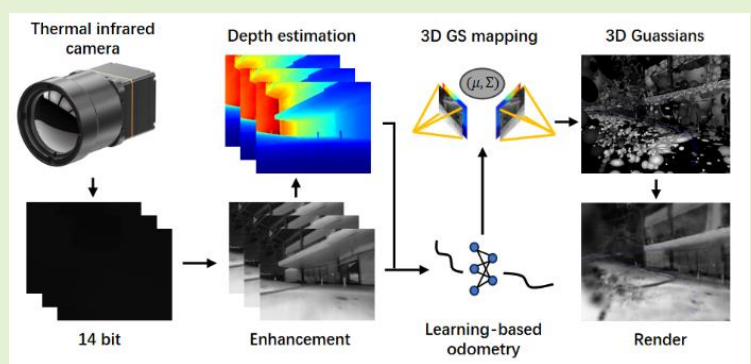 Thermal infrared
camera
Depth estimation
3D GS mapping
3D Guassians
(μ, Σ)
14 bit
Enhancement
Learning-based
odometry
Render